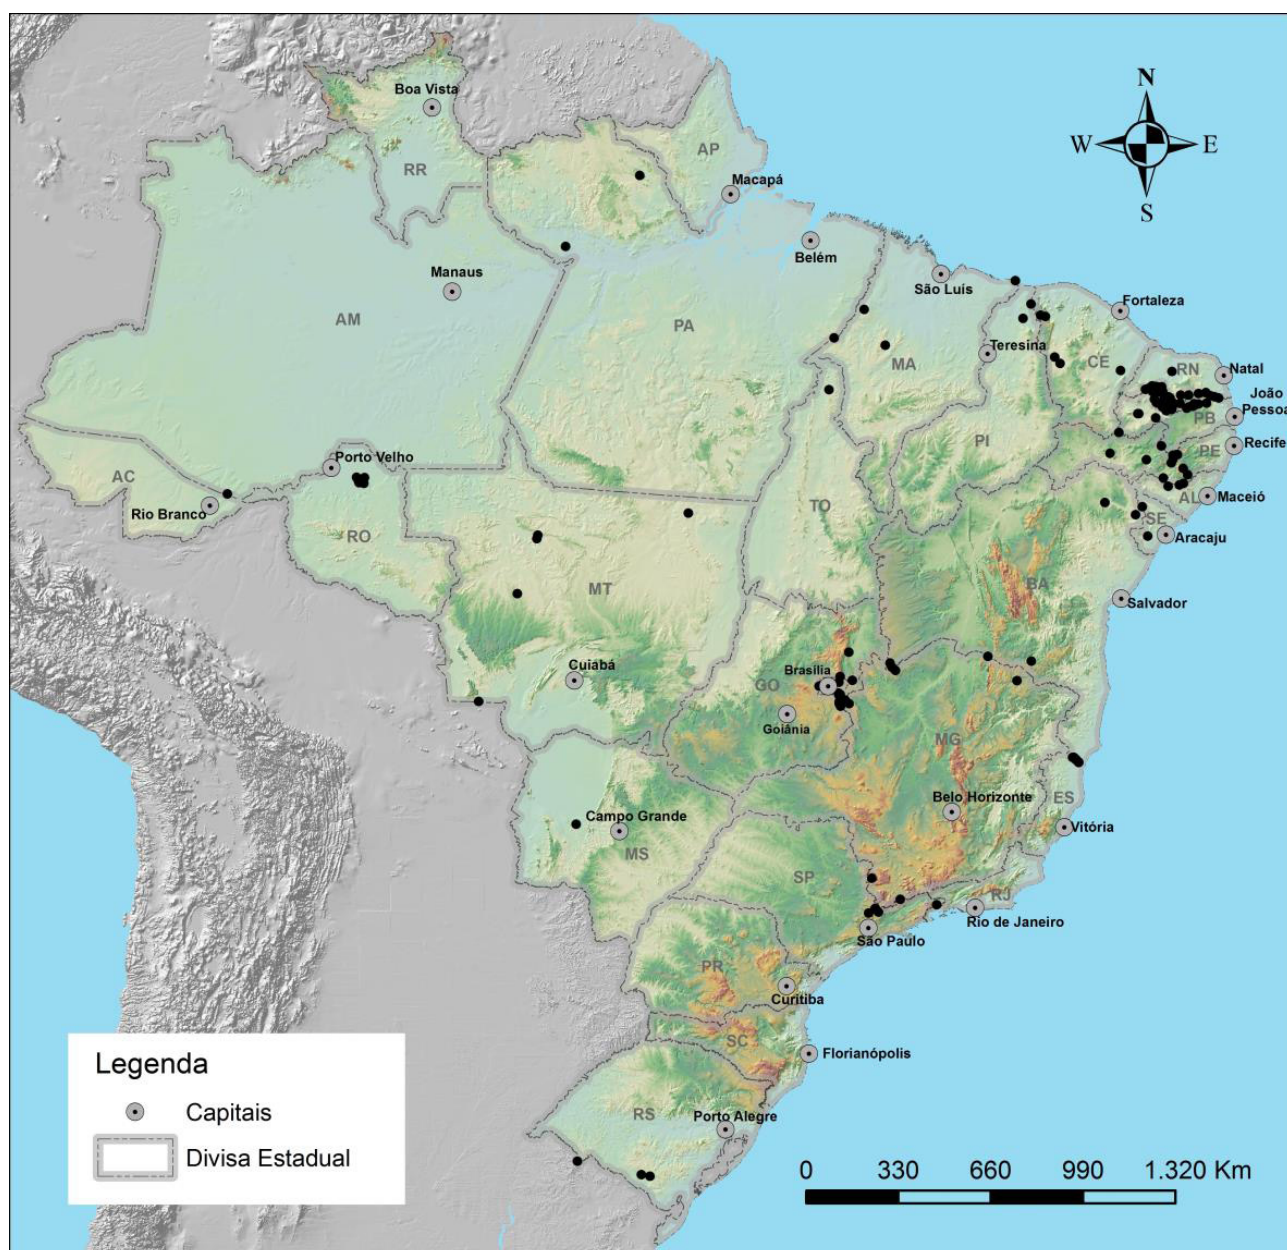 N
W
E
S
Boa Vista
RR
AP
Macapá
Belém
Manaus
AM
PA
São Luís
MA
Teresina
Fortaleza
CE
RN
Natal
João
Pessoa
PB
PI
PE
Recife
AL
Maceió
SE
Aracaju
AC
Porto Velho
Rio Branco
RO
TO
MT
BA
Salvador
Cuiabá
Brasília
GO
Goiânia
MG
Belo Horizonte
ES
Vitória
Campo Grande
MS
SP
RJ
Rio de Janeiro
São Paulo
PR
Curitiba
SC
Florianópolis
RS
Porto Alegre
Legenda
Capitais
Divisa Estadual
0 330 660 990 1.320 Km